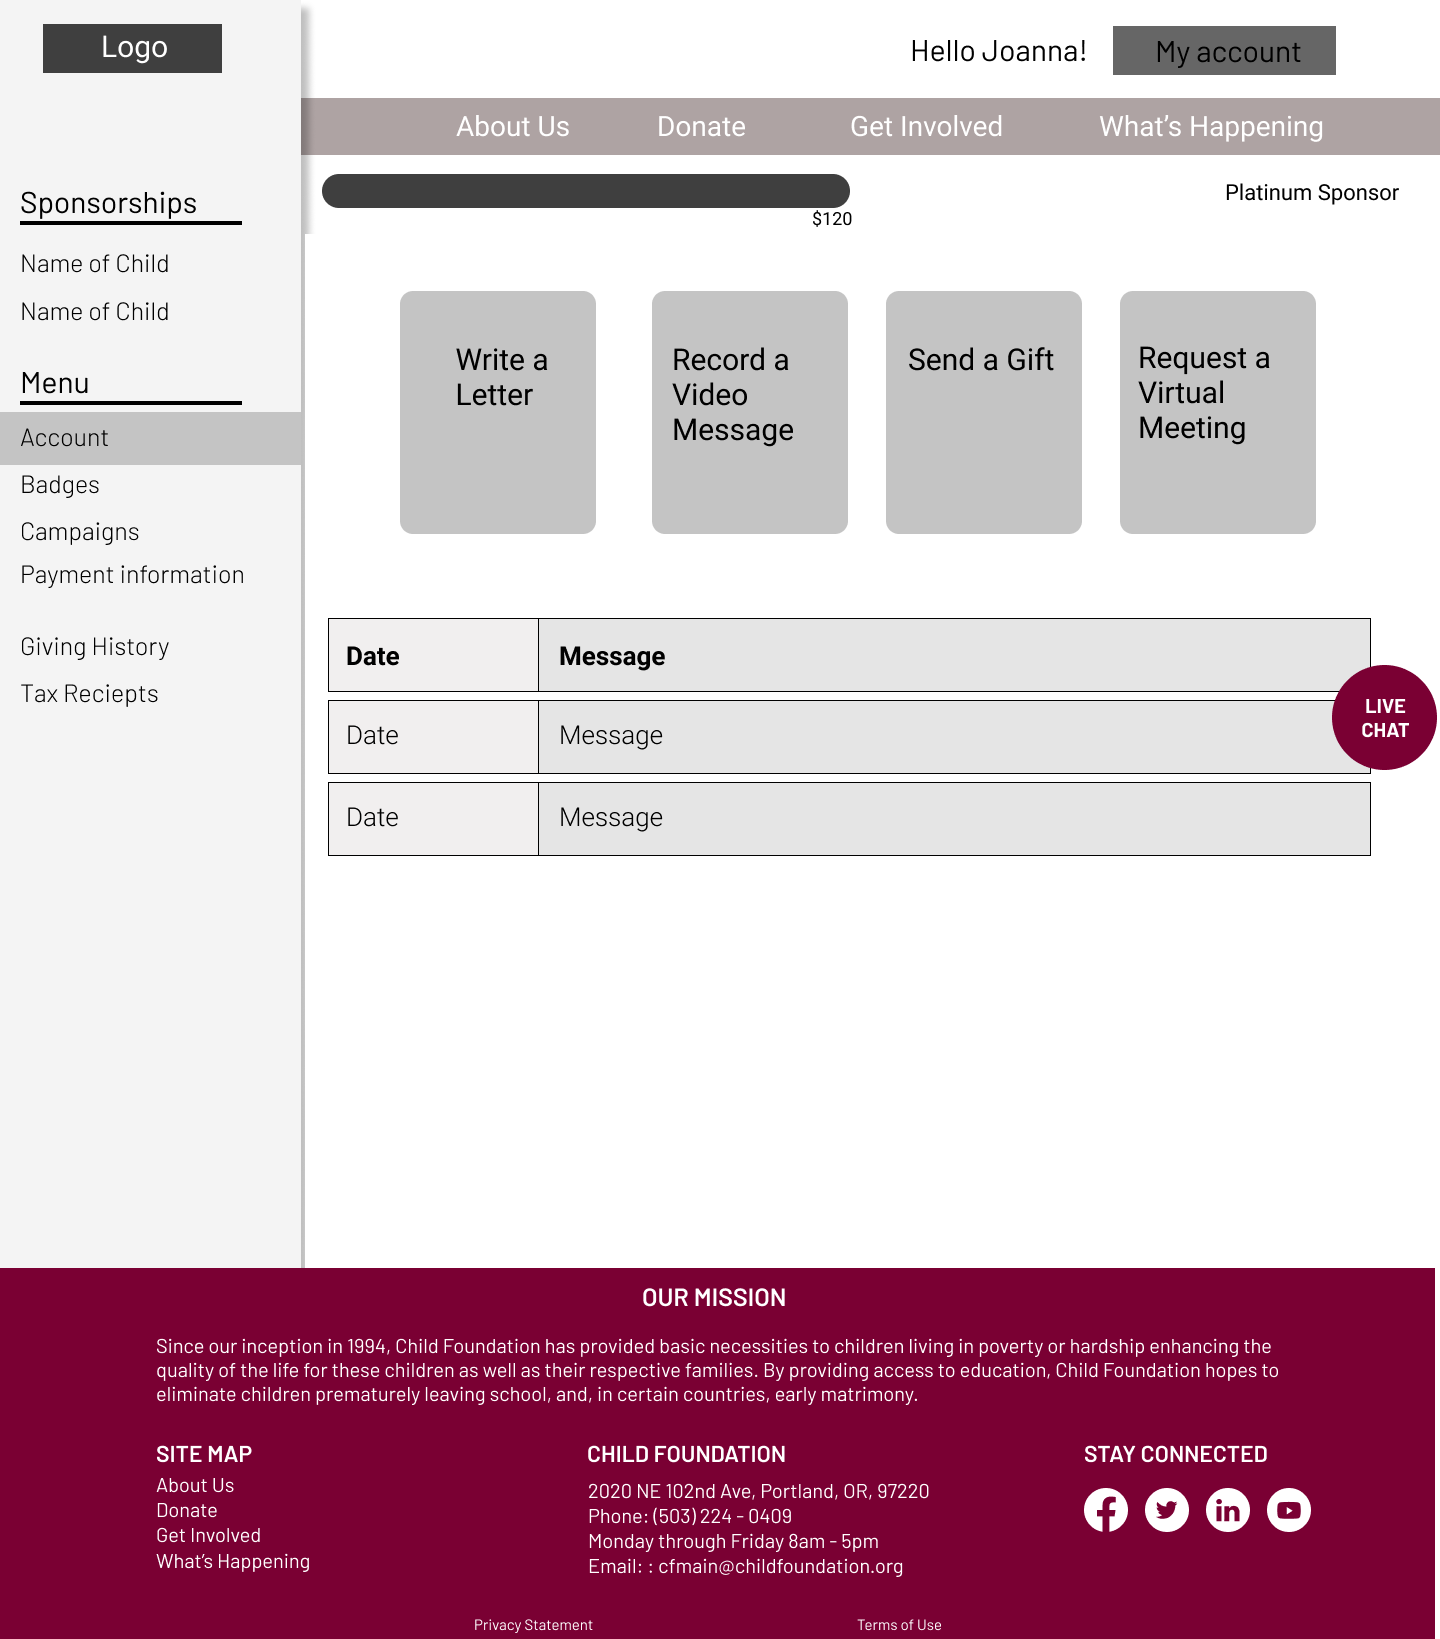 Logo
Hello Joanna!
My account
About Us
Donate
Get Involved
What's Happening
Sponsorships
Name of Child
Name of Child
Menu
Account
Badges
Campaigns
Payment information
Giving History
Tax Reciepts
$120
Platinum Sponsor
Write a
Letter
Record a
Video
Message
Send a Gift
Request a
Virtual
Meeting
Date
Message
Date
Message
Date
Message
LIVE
CHAT
OUR MISSION
Since our inception in 1994, Child Foundation has provided basic necessities to children living in poverty or hardship enhancing the
quality of the life for these children as well as their respective families. By providing access to education, Child Foundation hopes to
eliminate children prematurely leaving school, and, in certain countries, early matrimony.
SITE MAP
About Us
Donate
Get Involved
What's Happening
CHILD FOUNDATION
2020 NE 102nd Ave, Portland, OR, 97220
Phone: (503) 224 - 0409
Monday through Friday 8am - 5pm
Email: : cfmain@childfoundation.org
STAY CONNECTED
Privacy Statement
Terms of Use